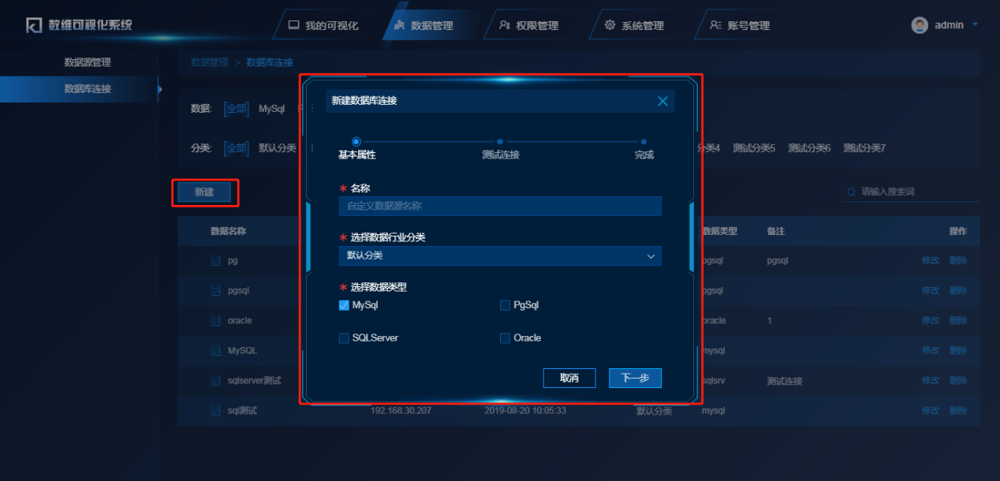 数维可视化系统
我的可视化
数据管理
权限管理
系统管理
账号管理
admin
数据源管理
数据库连接
数据管理 > 数据库连接
数据: [全部] MySql
分类: [全部] 默认分类
分类4 测试分类5 测试分类6 测试分类7
新建
请输入搜索词
新建数据库连接
基本属性
测试连接
完成
* 名称
自定义数据源名称
* 选择数据行业分类
默认分类
* 选择数据类型
MySql
PgSql
SQLServer
Oracle
取消
下一步
数据名称 数据类型 备注 操作
pg pgsql pgsql 修改 删除
pgsql pgsql 修改 删除
oracle oracle 1 修改 删除
MySQL mysql 修改 删除
sqlserver测试 sqlsrv 测试连接 修改 删除
sql测试 192.168.30.207 2019-08-20 10:05:33 默认分类 mysql 修改 删除